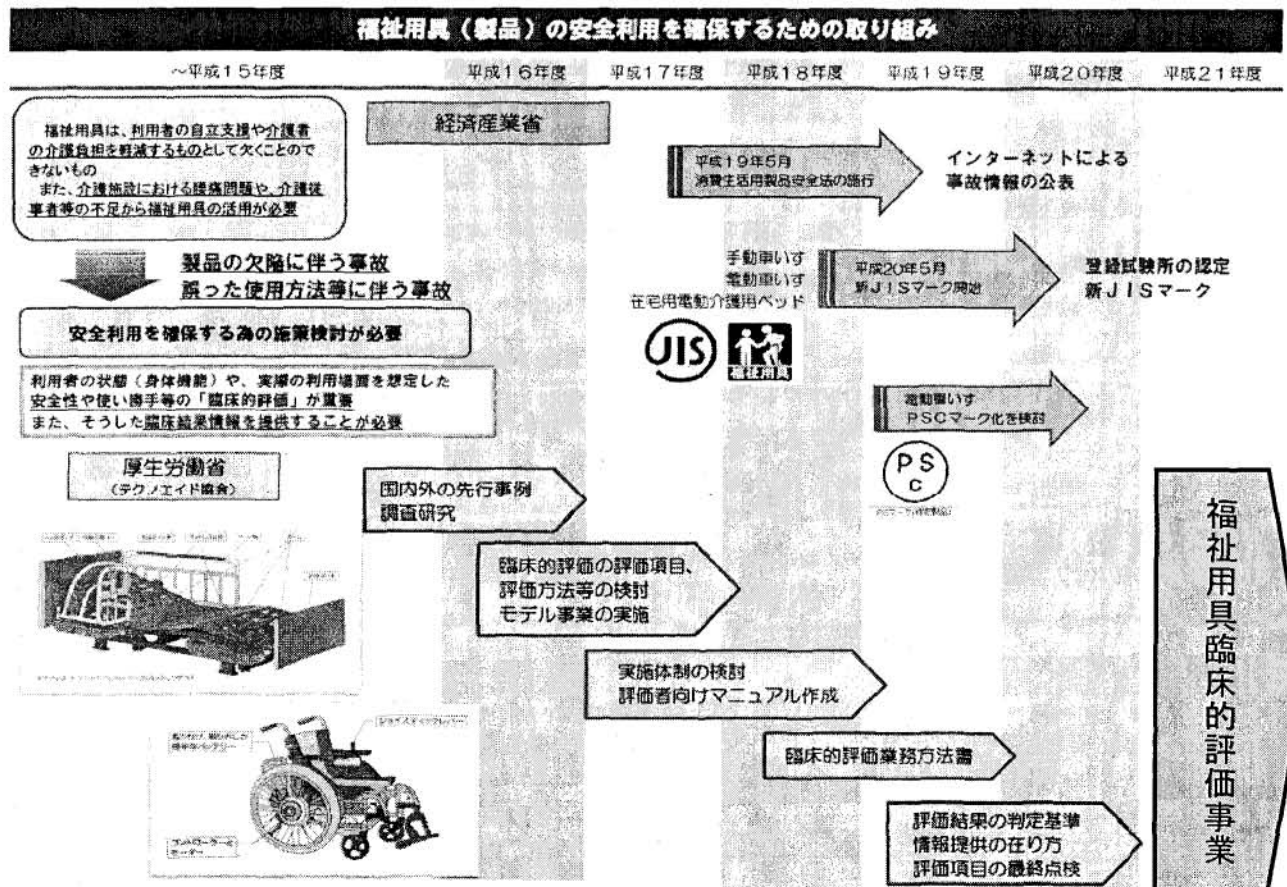 福祉用具（製品）の安全利用を確保するための取り組み
～平成15年度
平成16年度
平成17年度
平成18年度
平成19年度
平成20年度
平成21年度
福祉用具は、利用者の自立支援や介護者
の介護負担を軽減するものとして欠くことので
きないもの
また、介護施設における腰痛問題や、介護従
事者等の不足から福祉用具の活用が必要
経済産業省
平成19年5月
消費生活用製品安全法の施行
インターネットによる
事故情報の公表
製品の欠陥に伴う事故
誤った使用方法等に伴う事故
手動車いす
電動車いす
在宅用電動介護用ベッド
平成20年5月
新JISマーク開始
登録試験所の認定
新JISマーク
安全利用を確保する為の施策検討が必要
JIS
福祉用具
利用者の状態（身体機能）や、実際の利用場面を想定した
安全性や使い勝手等の「臨床的評価」が重要
また、そうした臨床結果情報を提供することが必要
電動車いす
PSCマーク化を検討
PS
C
厚生労働省
（テクノエイド協会）
国内外の先行事例
調査研究
臨床的評価の評価項目、
評価方法等の検討
モデル事業の実施
実施体制の検討
評価者向けマニュアル作成
臨床的評価業務方法書
評価結果の判定基準
情報提供の在り方
評価項目の最終点検
福祉用具臨床的評価事業
ジョイスティックレバー
コントローラーと
モーター